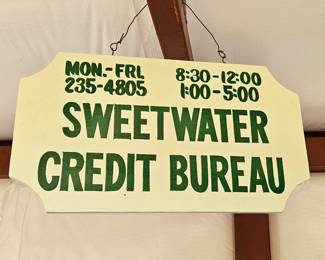 MON.-FRI. 8:30-12:00
235-4805 1:00-5:00
SWEETWATER
CREDIT BUREAU